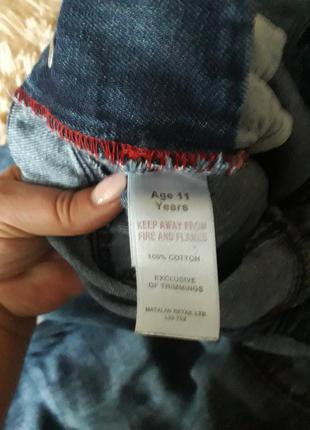 Age 11
Years
KEEP AWAY FROM
FIRE AND FLAMES
100% COTTON
EXCLUSIVE
OF TRIMMINGS
MATALAN RETAIL LTD